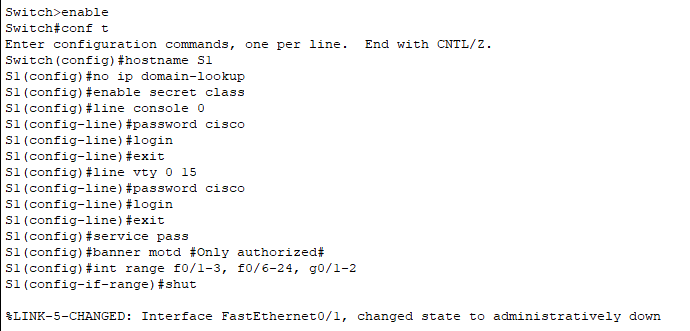 Switch>enable
Switch#conf t
Enter configuration commands, one per line.  End with CNTL/Z.
Switch(config)#hostname S1
S1(config)#no ip domain-lookup
S1(config)#enable secret class
S1(config)#line console 0
S1(config-line)#password cisco
S1(config-line)#login
S1(config-line)#exit
S1(config)#line vty 0 15
S1(config-line)#password cisco
S1(config-line)#login
S1(config-line)#exit
S1(config)#service pass
S1(config)#banner motd #Only authorized#
S1(config)#int range f0/1-3, f0/6-24, g0/1-2
S1(config-if-range)#shut
%LINK-5-CHANGED: Interface FastEthernet0/1, changed state to administratively down